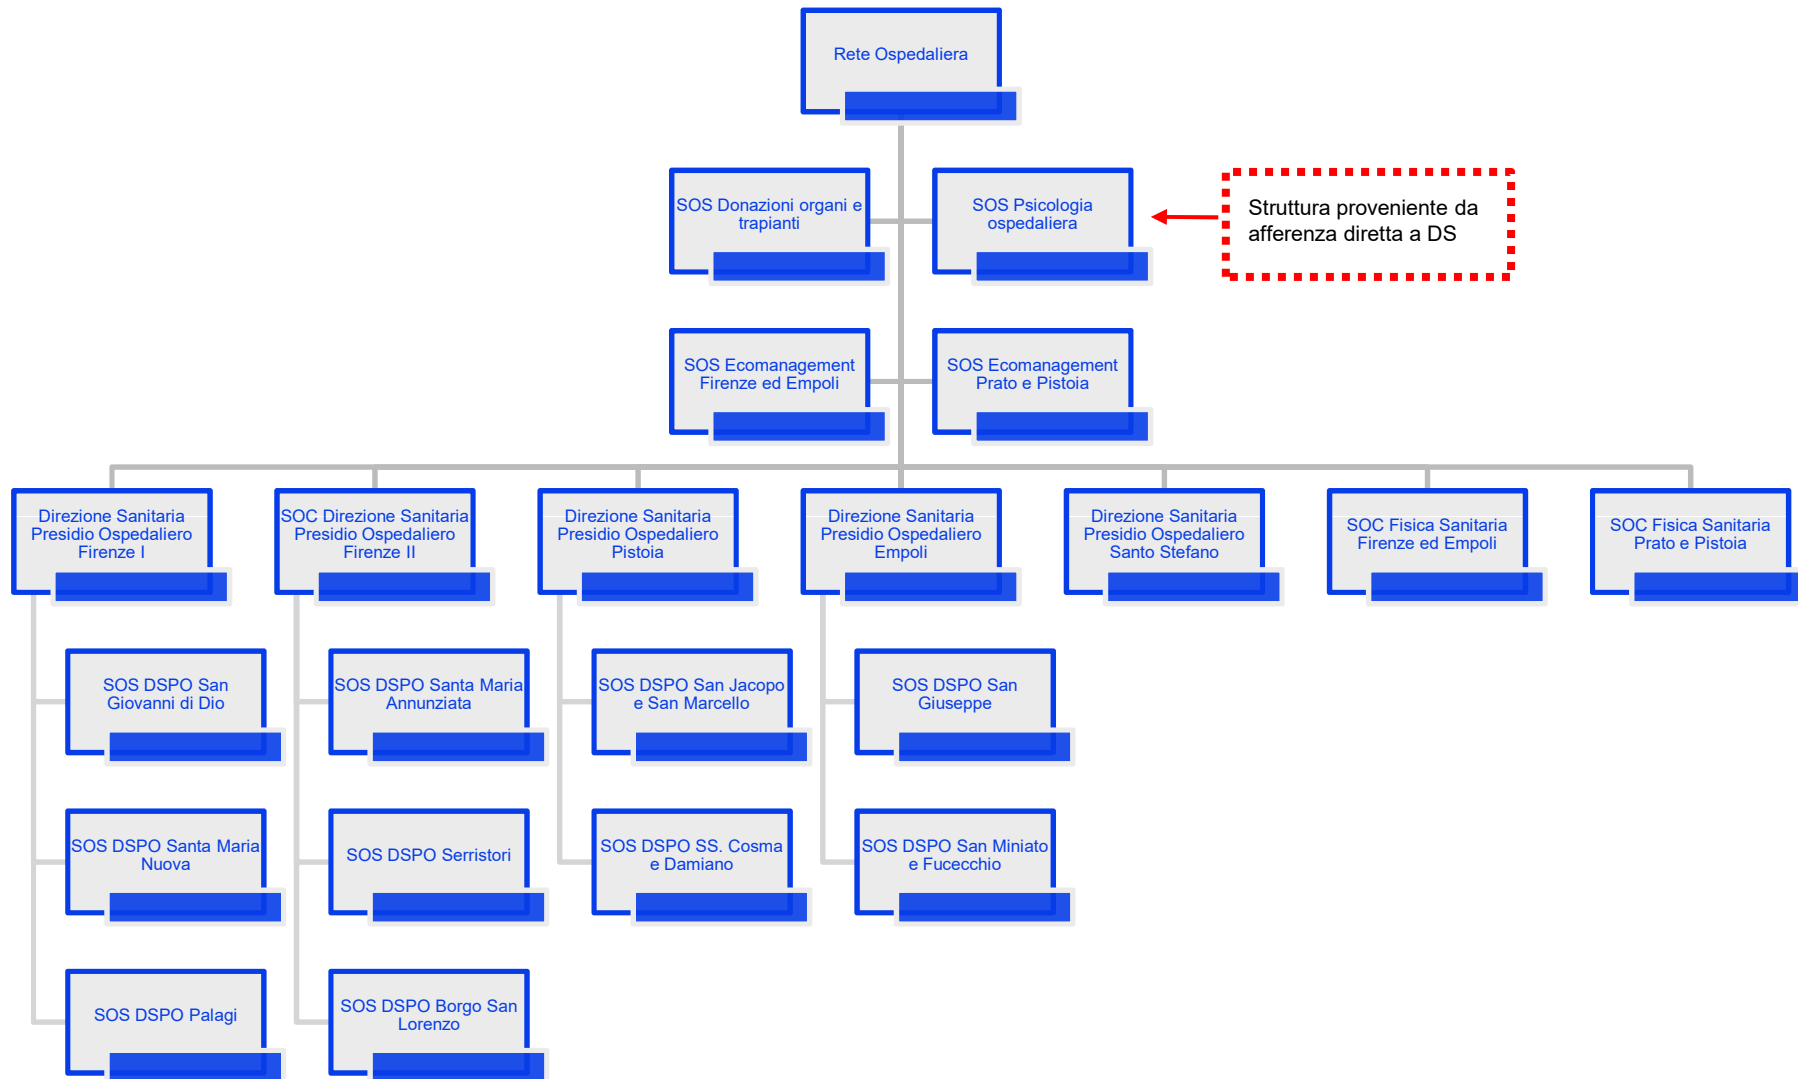 Rete Ospedaliera
SOS Donazioni organi e
trapianti
SOS Psicologia
ospedaliera
Struttura proveniente da
afferenza diretta a DS
SOS Ecomanagement
Firenze ed Empoli
SOS Ecomanagement
Prato e Pistoia
Direzione Sanitaria
Presidio Ospedaliero
Firenze I
SOC Direzione Sanitaria
Presidio Ospedaliero
Firenze II
Direzione Sanitaria
Presidio Ospedaliero
Pistoia
Direzione Sanitaria
Presidio Ospedaliero
Empoli
Direzione Sanitaria
Presidio Ospedaliero
Santo Stefano
SOC Fisica Sanitaria
Firenze ed Empoli
SOC Fisica Sanitaria
Prato e Pistoia
SOS DSPO San
Giovanni di Dio
SOS DSPO Santa Maria
Annunziata
SOS DSPO San Jacopo
e San Marcello
SOS DSPO San
Giuseppe
SOS DSPO Santa Maria
Nuova
SOS DSPO Serristori
SOS DSPO SS. Cosma
e Damiano
SOS DSPO San Miniato
e Fucecchio
SOS DSPO Palagi
SOS DSPO Borgo San
Lorenzo